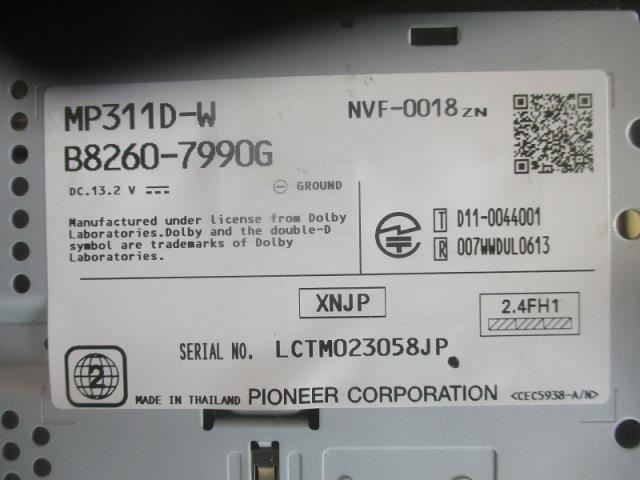 MP311D-W
NVF-0018ZN
B8260-7990G
DC.13.2 V
GROUND
Manufactured under license from Dolby
Laboratories.Dolby and the double-D
symbol are trademarks of Dolby
Laboratories.
T D11-0044001
R 007WWDUL0613
XNJP
2.4FH1
SERIAL NO. LCTM023058JP
2
MADE IN THAILAND PIONEER CORPORATION <CEC5938-A/N>